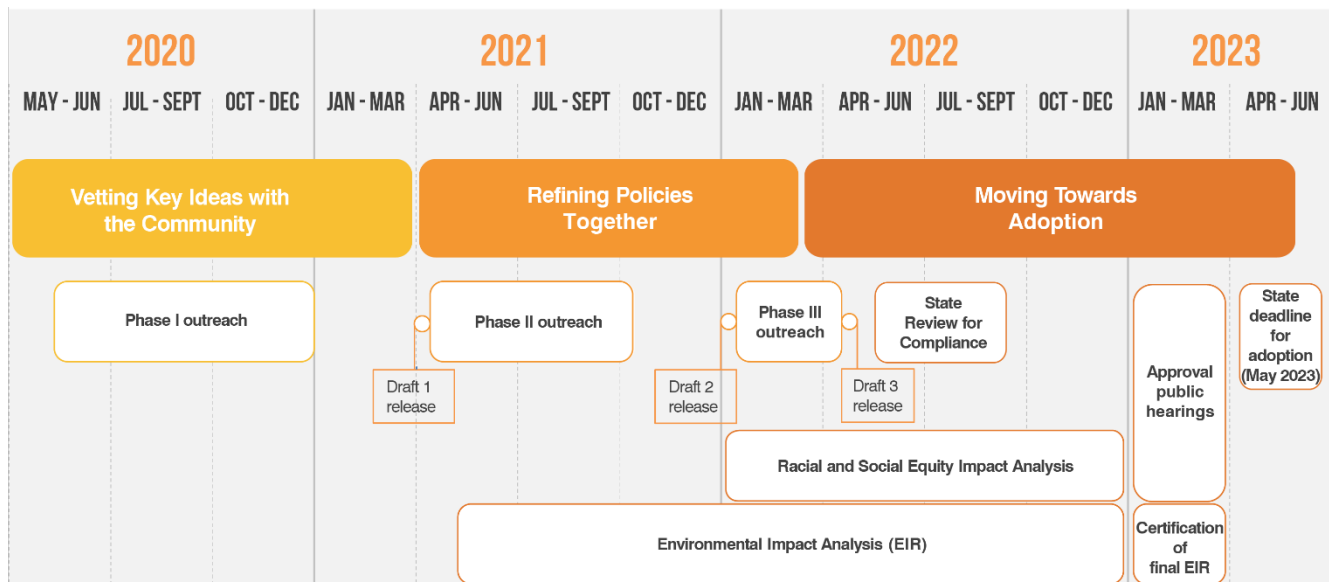 2020
2021
2022
2023
MAY - JUN
JUL - SEPT
OCT - DEC
JAN - MAR
APR - JUN
JUL - SEPT
OCT - DEC
JAN - MAR
APR - JUN
JUL - SEPT
OCT - DEC
JAN - MAR
APR - JUN
Vetting Key Ideas with
the Community
Refining Policies
Together
Moving Towards
Adoption
Phase I outreach
Phase II outreach
Phase III
outreach
State
Review for
Compliance
Approval
public
hearings
State
deadline
for
adoption
(May 2023)
Draft 1
release
Draft 2
release
Draft 3
release
Racial and Social Equity Impact Analysis
Environmental Impact Analysis (EIR)
Certification
of
final EIR